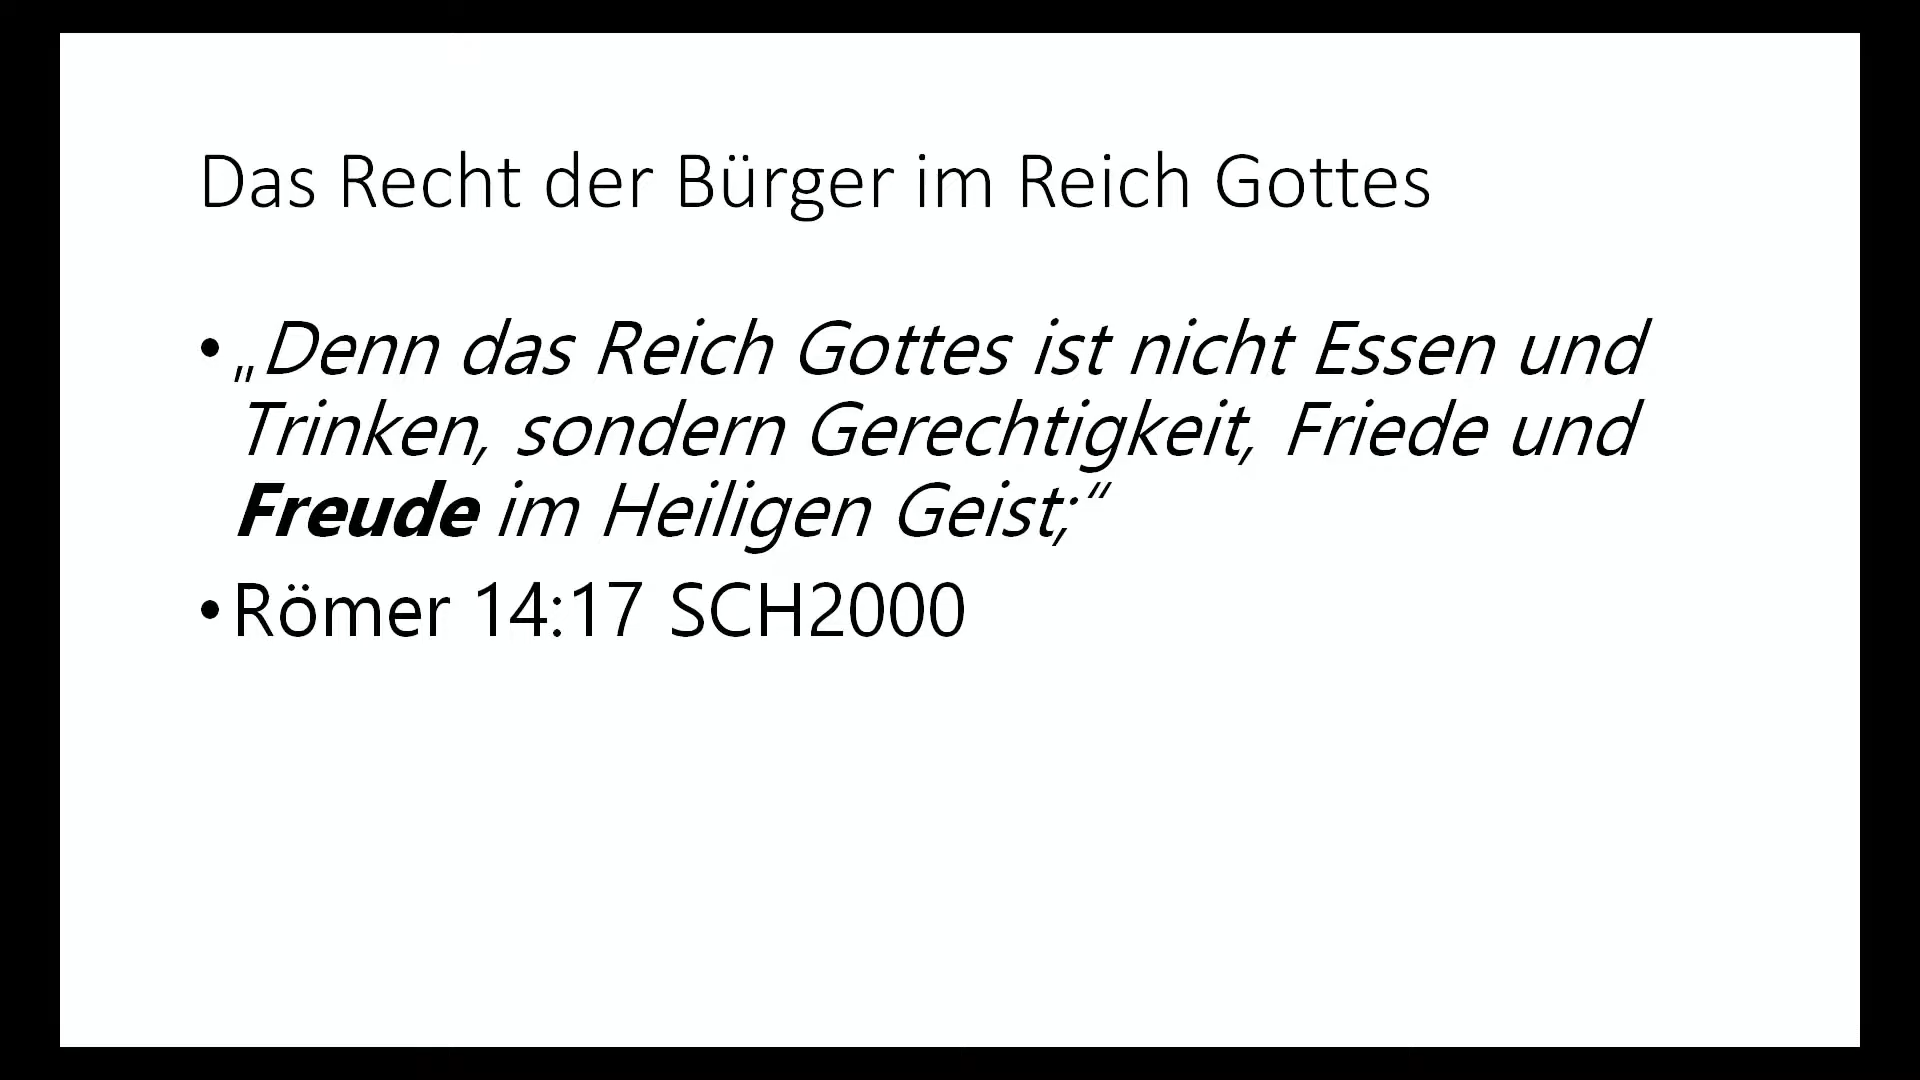 Das Recht der Bürger im Reich Gottes
• „Denn das Reich Gottes ist nicht Essen und
Trinken, sondern Gerechtigkeit, Friede und
Freude im Heiligen Geist;“
• Römer 14:17 SCH2000